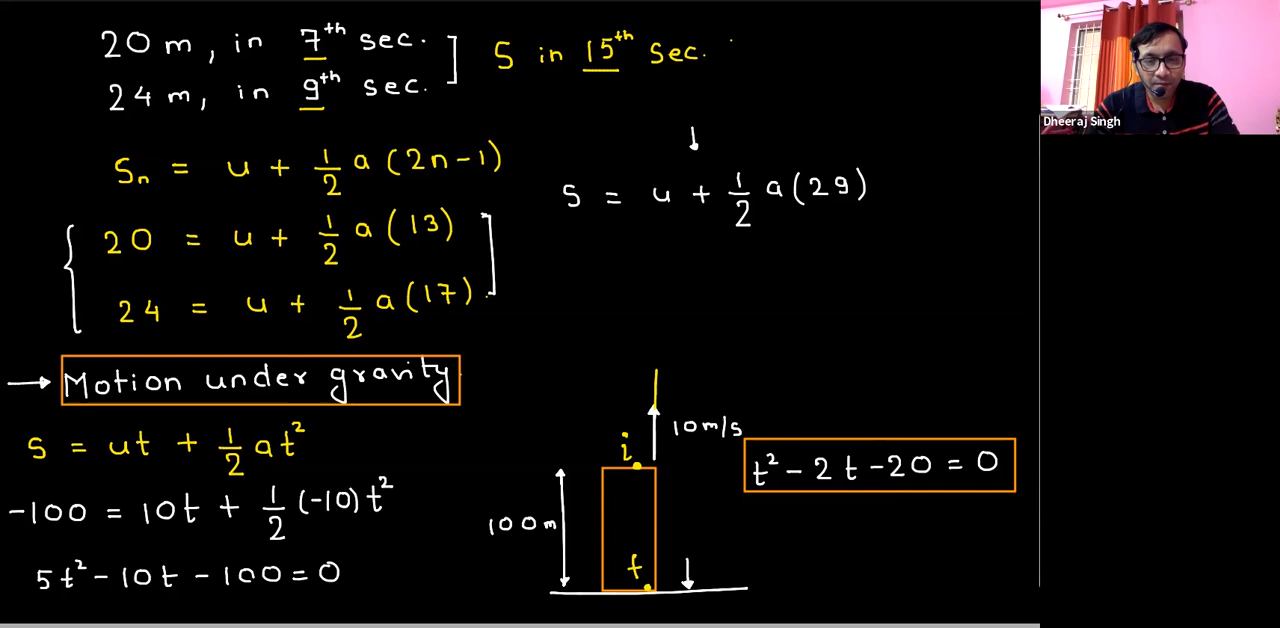 20 m, in 7th sec.
24 m, in 9th sec.
S in 15th sec.
Sn = u + 1/2 a (2n-1)
20 = u + 1/2 a (13)
24 = u + 1/2 a (17)
S = u + 1/2 a (29)
→ Motion under gravity
S = ut + 1/2 at²
-100 = 10t + 1/2 (-10) t²
5t² - 10t - 100 = 0
i
10 m/s
100 m
f
t² - 2t - 20 = 0
Dheeraj Singh